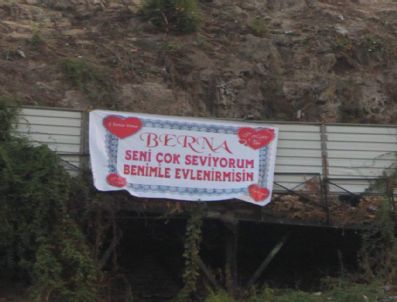 BERNA
SENİ ÇOK SEVİYORUM
BENİMLE EVLENİRMİSİN